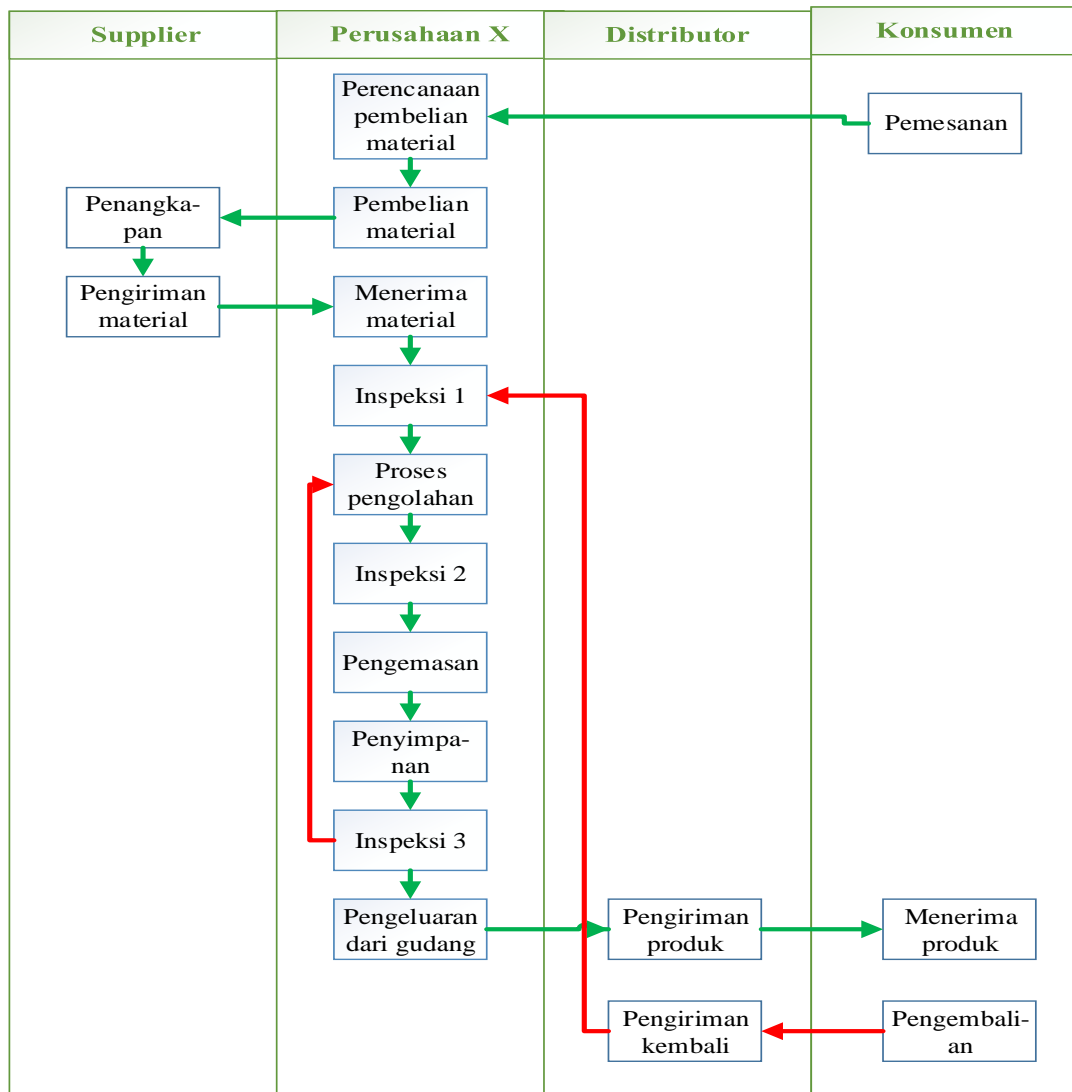 Supplier
Perusahaan X
Distributor
Konsumen
Perencanaan
pembelian
material
Pemesanan
Penangka-
pan
Pembelian
material
Pengiriman
material
Menerima
material
Inspeksi 1
Proses
pengolahan
Inspeksi 2
Pengemasan
Penyimpa-
nan
Inspeksi 3
Pengeluaran
dari gudang
Pengiriman
produk
Menerima
produk
Pengiriman
kembali
Pengembali-
an